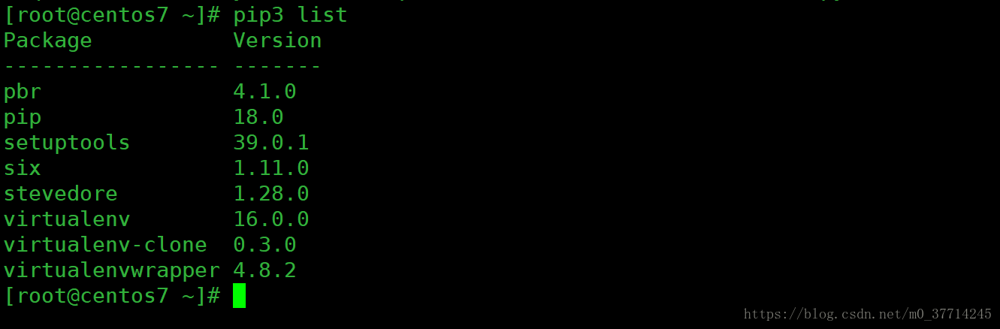 [root@centos7 ~]# pip3 list
Package           Version
----------------- -------
pbr               4.1.0
pip               18.0
setuptools        39.0.1
six               1.11.0
stevedore         1.28.0
virtualenv        16.0.0
virtualenv-clone  0.3.0
virtualenvwrapper 4.8.2
[root@centos7 ~]#
https://blog.csdn.net/m0_37714245